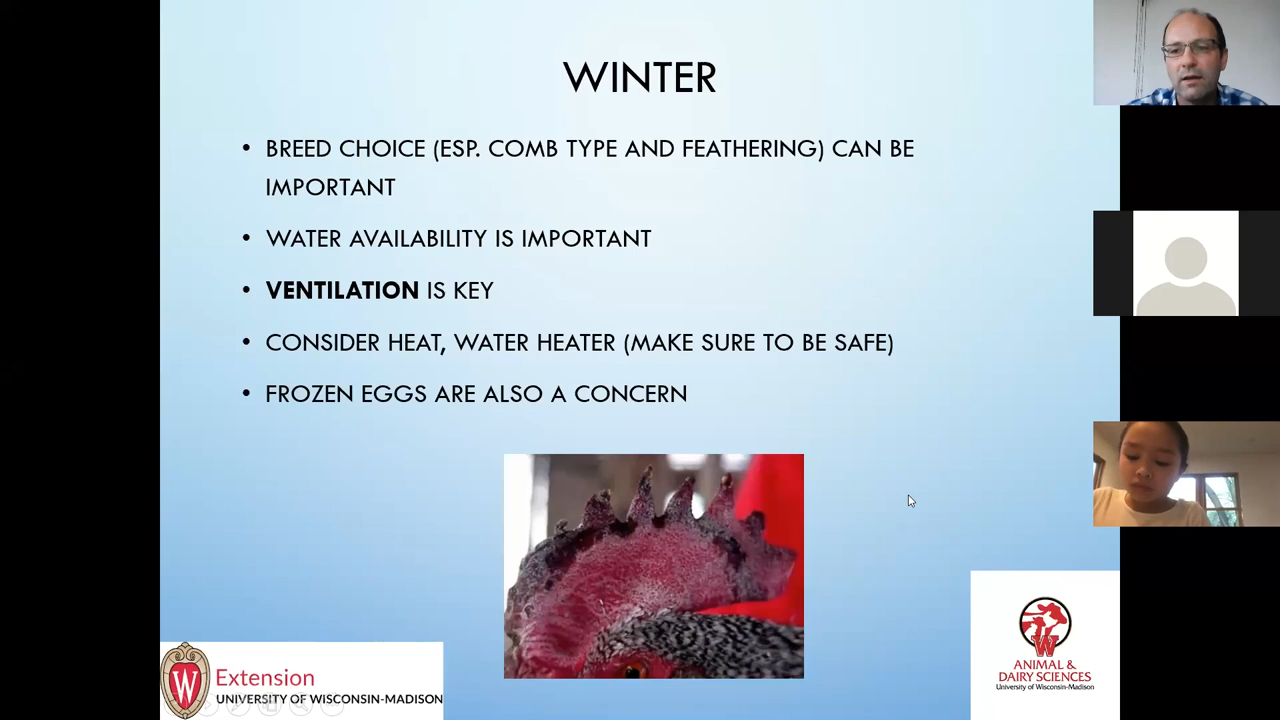 WINTER
• BREED CHOICE (ESP. COMB TYPE AND FEATHERING) CAN BE
IMPORTANT
• WATER AVAILABILITY IS IMPORTANT
• VENTILATION IS KEY
• CONSIDER HEAT, WATER HEATER (MAKE SURE TO BE SAFE)
• FROZEN EGGS ARE ALSO A CONCERN
W
Extension
UNIVERSITY OF WISCONSIN-MADISON
W
ANIMAL &
DAIRY SCIENCES
University of Wisconsin-Madison